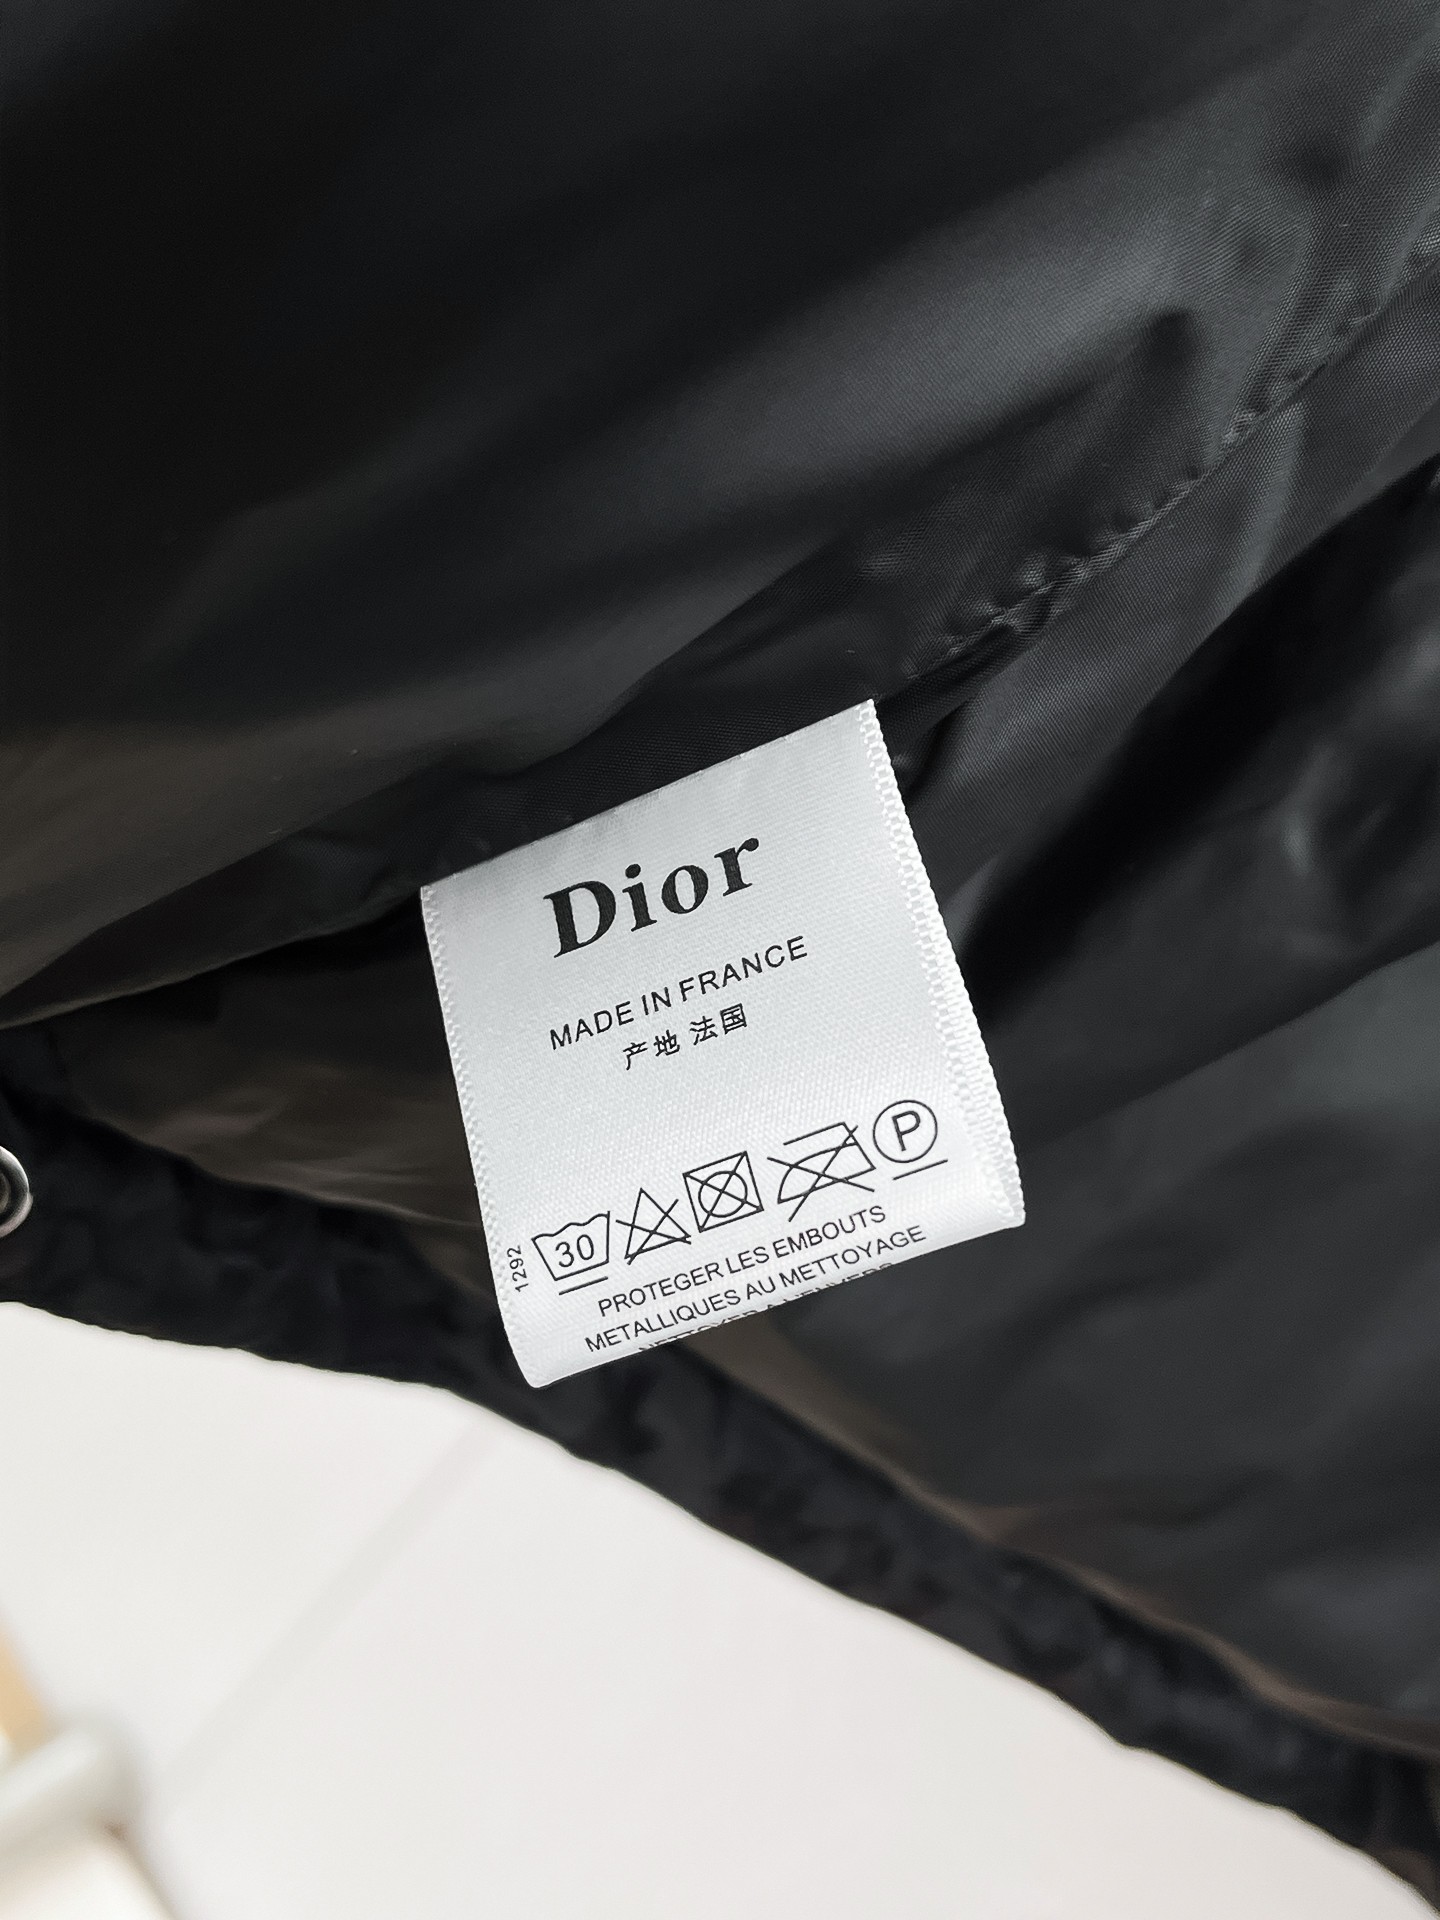 Dior
MADE IN FRANCE
产地 法国
30
P
1292
PROTEGER LES EMBOUTS
METALLIQUES AU METTOYAGE